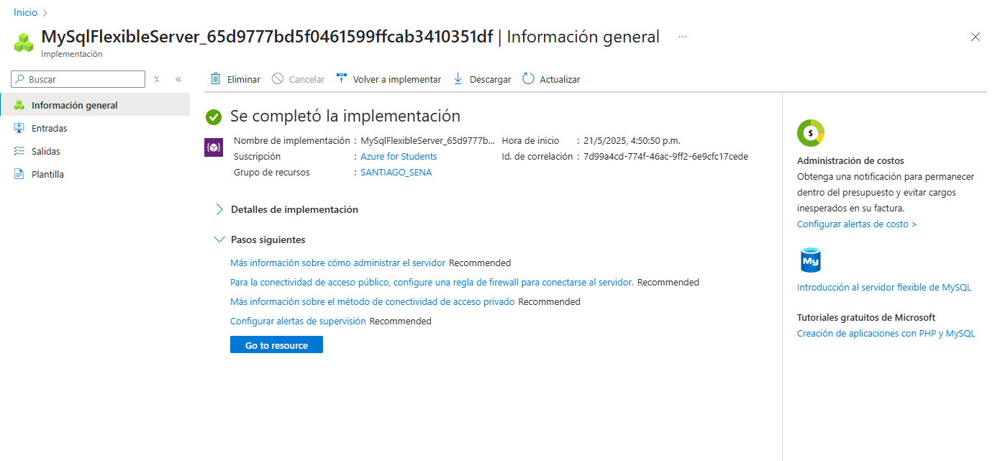 Inicio
MySqlFlexibleServer_65d9777bd5f0461599ffcab3410351df | Información general ...
Implementación
Buscar
Eliminar Cancelar Volver a implementar Descargar Actualizar
Información general
Entradas
Salidas
Plantilla
Se completó la implementación
Nombre de implementación : MySqlFlexibleServer_65d9777b... Hora de inicio : 21/5/2025, 4:50:50 p.m.
Suscripción : Azure for Students Id. de correlación : 7d99a4cd-774f-46ac-9ff2-6e9cfc17cede
Grupo de recursos : SANTIAGO_SENA
Detalles de implementación
Pasos siguientes
Más información sobre cómo administrar el servidor Recommended
Para la conectividad de acceso público, configure una regla de firewall para conectarse al servidor. Recommended
Más información sobre el método de conectividad de acceso privado Recommended
Configurar alertas de supervisión Recommended
Go to resource
$
Administración de costos
Obtenga una notificación para permanecer
dentro del presupuesto y evitar cargos
inesperados en su factura.
Configurar alertas de costo >
My
Introducción al servidor flexible de MySQL
Tutoriales gratuitos de Microsoft
Creación de aplicaciones con PHP y MySQL